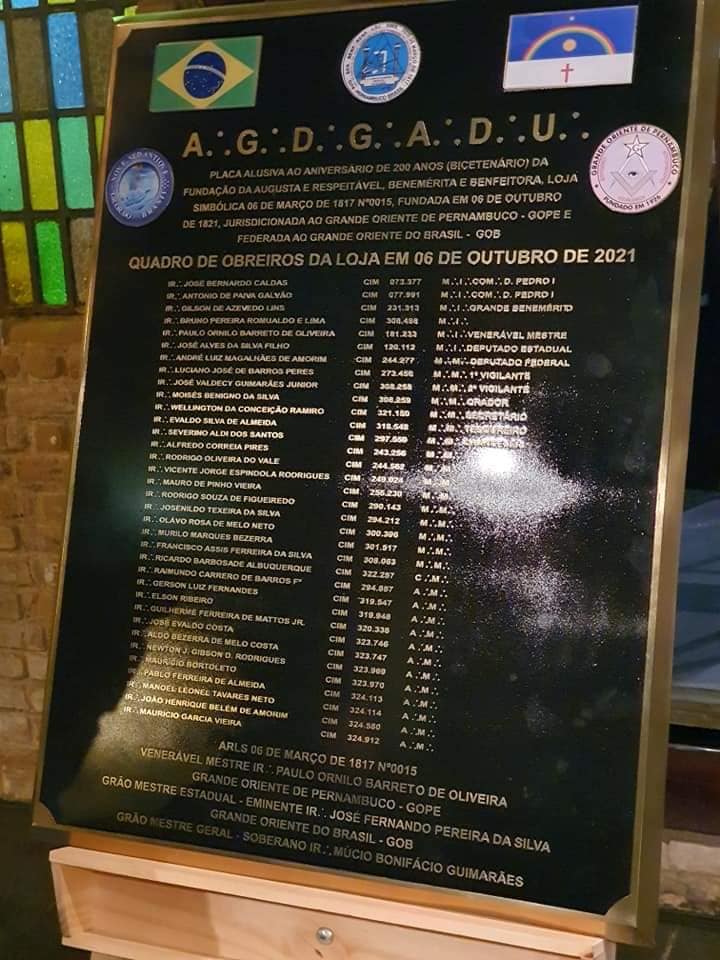 A∴G∴D∴G∴A∴D∴U∴
PLACA ALUSIVA AO ANIVERSÁRIO DE 200 ANOS (BICETENÁRIO) DA
FUNDAÇÃO DA AUGUSTA E RESPEITÁVEL, BENEMÉRITA E BENFEITORA, LOJA
SIMBÓLICA 06 DE MARÇO DE 1817 Nº0015, FUNDADA EM 06 DE OUTUBRO
DE 1821, JURISDICIONADA AO GRANDE ORIENTE DE PERNAMBUCO - GOPE E
FEDERADA AO GRANDE ORIENTE DO BRASIL - GOB
GRANDE ORIENTE DE PERNAMBUCO
FUNDADO EM 1926
QUADRO DE OBREIROS DA LOJA EM 06 DE OUTUBRO DE 2021
IR∴ JOSÉ BERNARDO CALDAS CIM 073.377 M∴I∴ COM∴ D. PEDRO I
IR∴ ANTONIO DE PAIVA GALVÃO CIM 077.991 M∴I∴ COM∴ D. PEDRO I
IR∴ GILSON DE AZEVEDO LINS CIM 231.313 M∴I∴ GRANDE BENEMÉRITO
IR∴ BRUNO PEREIRA ROMUALDO E LIMA CIM 308.498 M∴I∴
IR∴ PAULO ORNILO BARRETO DE OLIVEIRA CIM 181.233 M∴I∴ VENERÁVEL MESTRE
IR∴ JOSÉ ALVES DA SILVA FILHO CIM 120.112 M∴I∴ DEPUTADO ESTADUAL
IR∴ ANDRÉ LUIZ MAGALHÃES DE AMORIM CIM 244.277 M∴M∴ DEPUTADO FEDERAL
IR∴ LUCIANO JOSÉ DE BARROS PERES CIM 273.456 M∴M∴ 1º VIGILANTE
IR∴ JOSÉ VALDECY GUIMARÃES JUNIOR CIM 308.258 M∴M∴ 2º VIGILANTE
IR∴ MOISÉS BENIGNO DA SILVA CIM 308.259 M∴M∴ ORADOR
IR∴ WELLINGTON DA CONCEIÇÃO RAMIRO CIM 321.150 M∴M∴ SECRETÁRIO
IR∴ EVALDO SILVA DE ALMEIDA CIM 318.548 M∴M∴ TESOUREIRO
IR∴ SEVERINO ALDI DOS SANTOS CIM 297.550 M∴M∴
IR∴ ALFREDO CORREIA PIRES CIM 243.256 M∴M∴
IR∴ RODRIGO OLIVEIRA DO VALE CIM 244.562 M∴
IR∴ VICENTE JORGE ESPINDOLA RODRIGUES CIM 249.024 M∴
IR∴ MAURO DE PINHO VIEIRA CIM 255.230 M∴M∴
IR∴ RODRIGO SOUZA DE FIGUEIREDO CIM 290.143 M∴M∴
IR∴ JOSENILDO TEXEIRA DA SILVA CIM 294.212 M∴M∴
IR∴ OLÁVO ROSA DE MELO NETO CIM 300.396 M∴M∴
IR∴ MURILO MARQUES BEZERRA CIM 301.917 M∴M∴
IR∴ FRANCISCO ASSIS FERREIRA DA SILVA CIM 308.083 M∴M∴
IR∴ RICARDO BARBOSADE ALBUQUERQUE CIM 322.287 C∴M∴
IR∴ RAIMUNDO CARRERO DE BARROS Fº CIM 294.887 A∴M∴
IR∴ GERSON LUIZ FERNANDES CIM 319.547 A∴M∴
IR∴ ELSON RIBEIRO CIM 319.948 A∴M∴
IR∴ GUILHERME FERREIRA DE MATTOS JR. CIM 320.338 A∴M∴
IR∴ JOSÉ EVALDO COSTA CIM 323.746 A∴M∴
IR∴ ALDO BEZERRA DE MELO COSTA CIM 323.747 A∴M∴
IR∴ NEWTON J. GIBSON D. RODRIGUES CIM 323.969 A∴M∴
IR∴ MAURICIO BORTOLETO CIM 323.970 A∴M∴
IR∴ PABLO FERREIRA DE ALMEIDA CIM 324.113 A∴M∴
IR∴ MANOEL LEONEL TAVARES NETO CIM 324.114 A∴M∴
IR∴ JOÃO HENRIQUE BELÉM DE AMORIM CIM 324.580 A∴M∴
IR∴ MAURICIO GARCIA VIEIRA CIM 324.912 A∴M∴
ARLS 06 DE MARÇO DE 1817 Nº0015
VENERÁVEL MESTRE IR∴ PAULO ORNILO BARRETO DE OLIVEIRA
GRANDE ORIENTE DE PERNAMBUCO - GOPE
GRÃO MESTRE ESTADUAL - EMINENTE IR∴ JOSÉ FERNANDO PEREIRA DA SILVA
GRANDE ORIENTE DO BRASIL - GOB
GRÃO MESTRE GERAL - SOBERANO IR∴ MÚCIO BONIFÁCIO GUIMARÃES